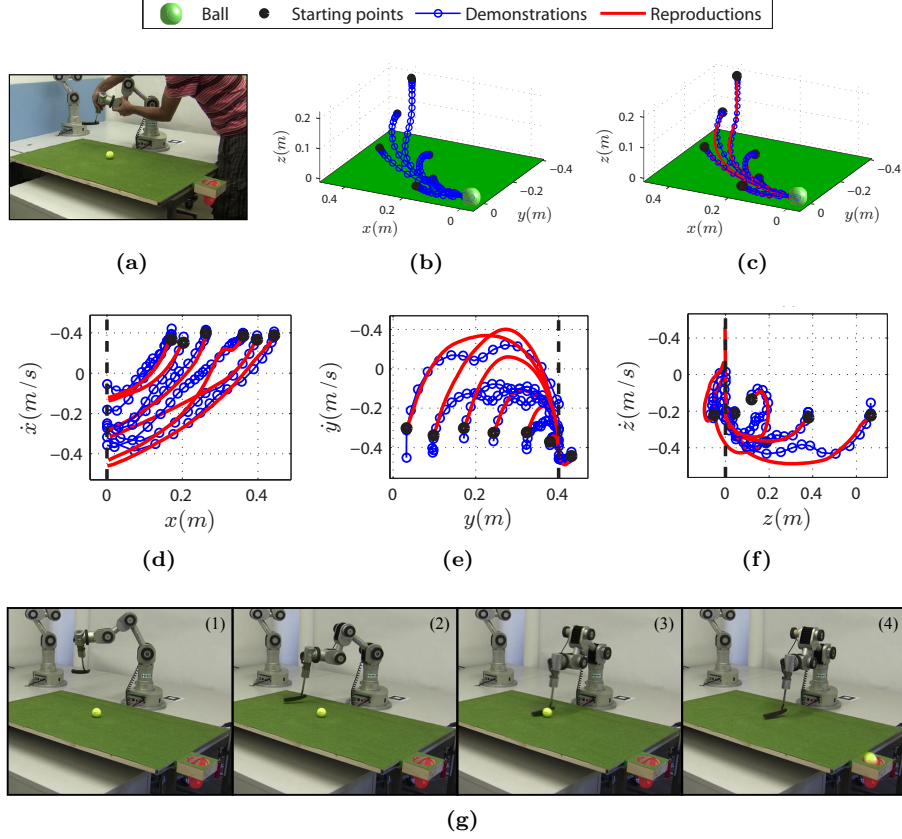 Ball Starting points Demonstrations Reproductions
(a)
z(m)
0.2
0.1
0
0.4
0.2
0
x(m)
−0.4
−0.2
0
y(m)
(b)
z(m)
0.2
0.1
0
0.4
0.2
0
x(m)
−0.4
−0.2
0
y(m)
(c)
ẋ(m/s)
−0.4
0
−0.2
−0.4
0 0.2 0.4
x(m)
(d)
ẏ(m/s)
−0.4
0
−0.2
−0.4
0 0.2 0.4
y(m)
(e)
ż(m/s)
−0.4
0
−0.2
−0.4
0 0.2 0.4 0
z(m)
(f)
(1) (2) (3) (4)
(g)